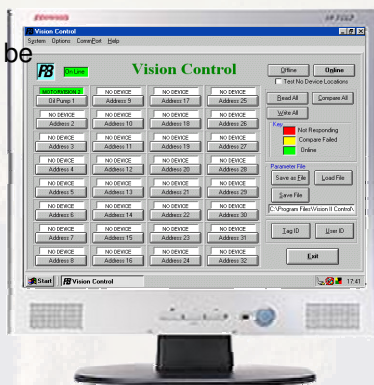 be
Vision Control
System Options CommPort Help
PB On Line Vision Control Offline Online
Test No Device Locations
MOTORVISION 2 NO DEVICE NO DEVICE NO DEVICE
Oil Pump 1 Address 9 Address 17 Address 25
Read All Compare All
NO DEVICE NO DEVICE NO DEVICE NO DEVICE
Address 2 Address 10 Address 18 Address 26
Write All
NO DEVICE NO DEVICE NO DEVICE NO DEVICE
Address 3 Address 11 Address 19 Address 27
Key
Not Responding
Compare Failed
Online
NO DEVICE NO DEVICE NO DEVICE NO DEVICE
Address 4 Address 12 Address 20 Address 28
NO DEVICE NO DEVICE NO DEVICE NO DEVICE
Address 5 Address 13 Address 21 Address 29
Parameter File
Save as File Load File
Save File
NO DEVICE NO DEVICE NO DEVICE NO DEVICE
Address 6 Address 14 Address 22 Address 30
C:\Program Files\Vision II Control\
NO DEVICE NO DEVICE NO DEVICE NO DEVICE
Address 7 Address 15 Address 23 Address 31
Tag ID User ID
NO DEVICE NO DEVICE NO DEVICE NO DEVICE
Address 8 Address 16 Address 24 Address 32
Exit
Start PB Vision Control 17:41